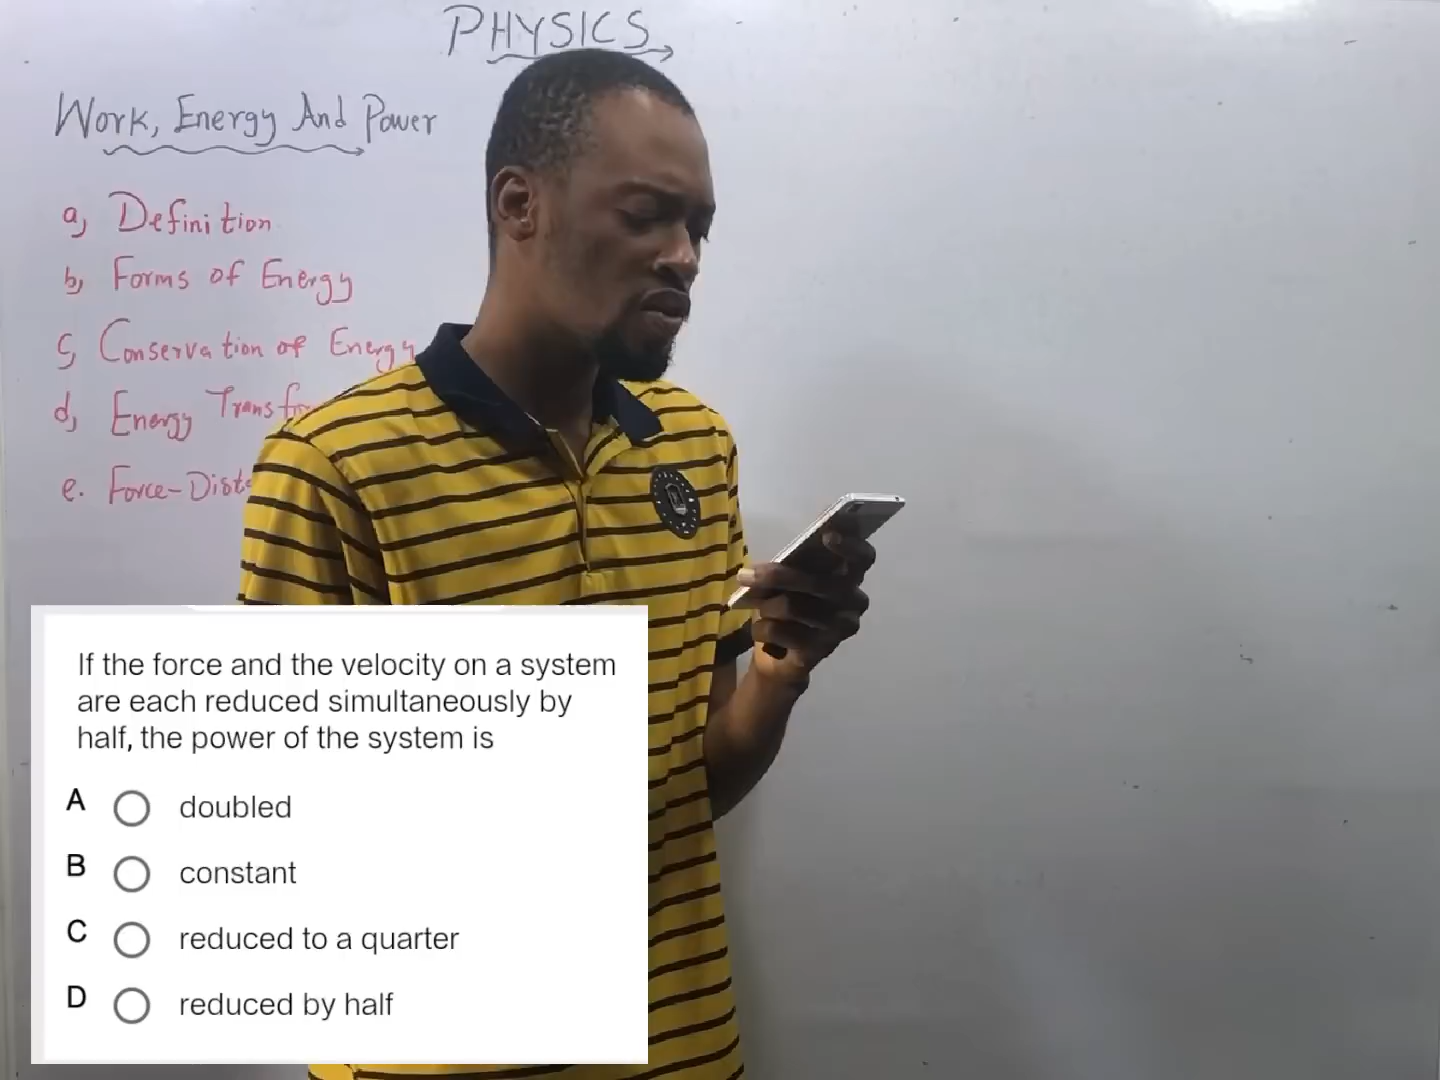 PHYSICS
Work, Energy And Power
a, Definition
b, Forms of Energy
c, Conservation of Energy
d, Energy
e. Force-
If the force and the velocity on a system
are each reduced simultaneously by
half, the power of the system is
A doubled
B constant
C reduced to a quarter
D reduced by half